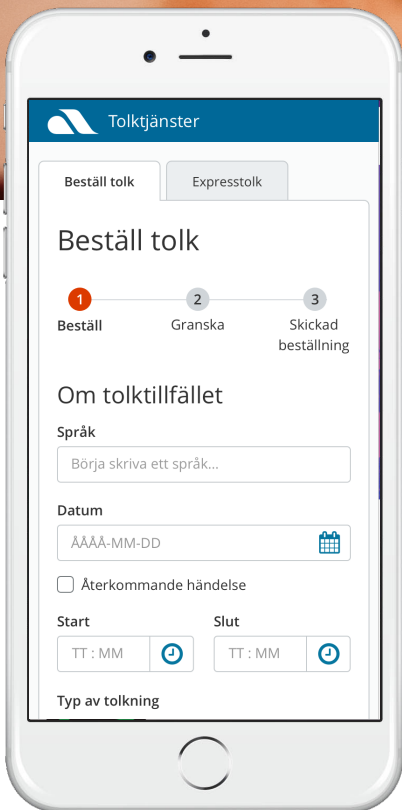 Tolktjänster
Beställ tolk
Expresstolk
Beställ tolk
1
2
3
Beställ
Granska
Skickad
beställning
Om tolktillfället
Språk
Börja skriva ett språk...
Datum
ÅÅÅÅ-MM-DD
Återkommande händelse
Start
Slut
TT : MM
TT : MM
Typ av tolkning